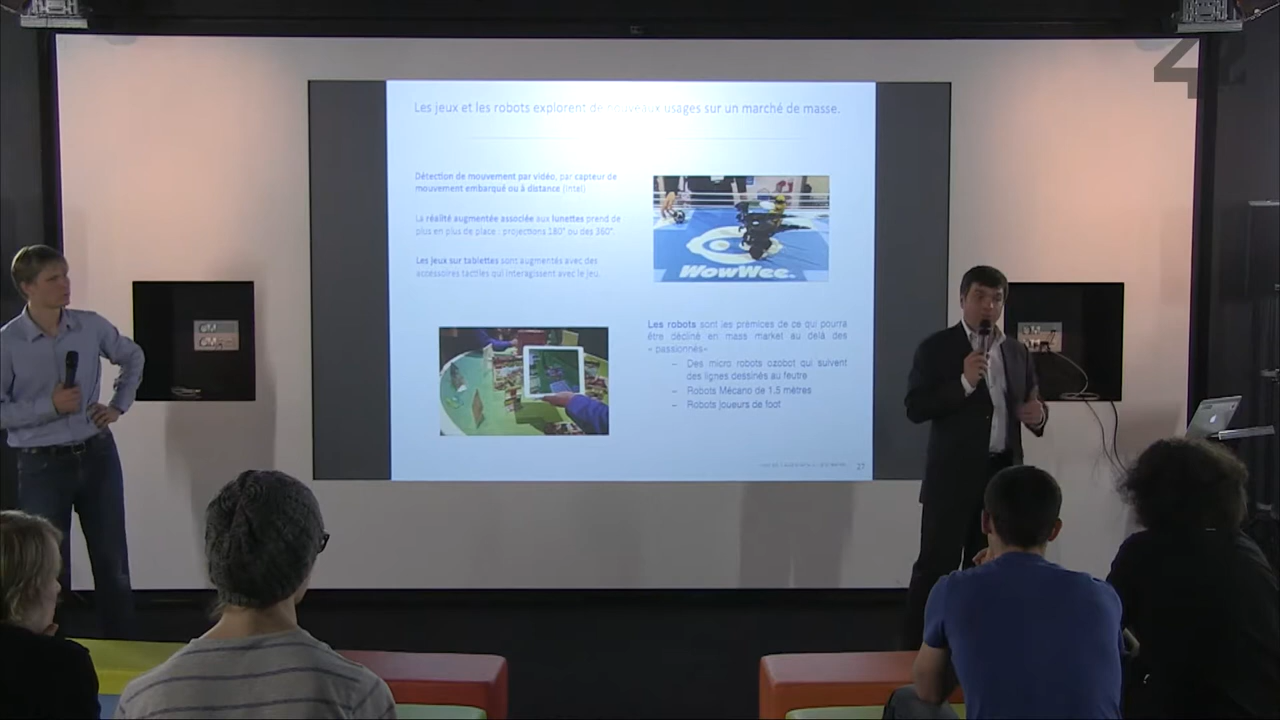 42
Les jeux et les robots explorent de nouveaux usages sur un marché de masse.
Détection de mouvement par vidéo, par capteur de
mouvement embarqué ou à distance (Intel)
La réalité augmentée associée aux lunettes prend de
plus en plus de place : projections 180° ou des 360°.
Les jeux sur tablettes sont augmentés avec des
accessoires tactiles qui interagissent avec le jeu.
WowWee
Les robots sont les prémices de ce qui pourra
être décliné en mass market au delà des
« passionnés»
– Des micro robots ozobot qui suivent
des lignes dessinés au feutre
– Robots Mécano de 1.5 mètres
– Robots joueurs de foot
27